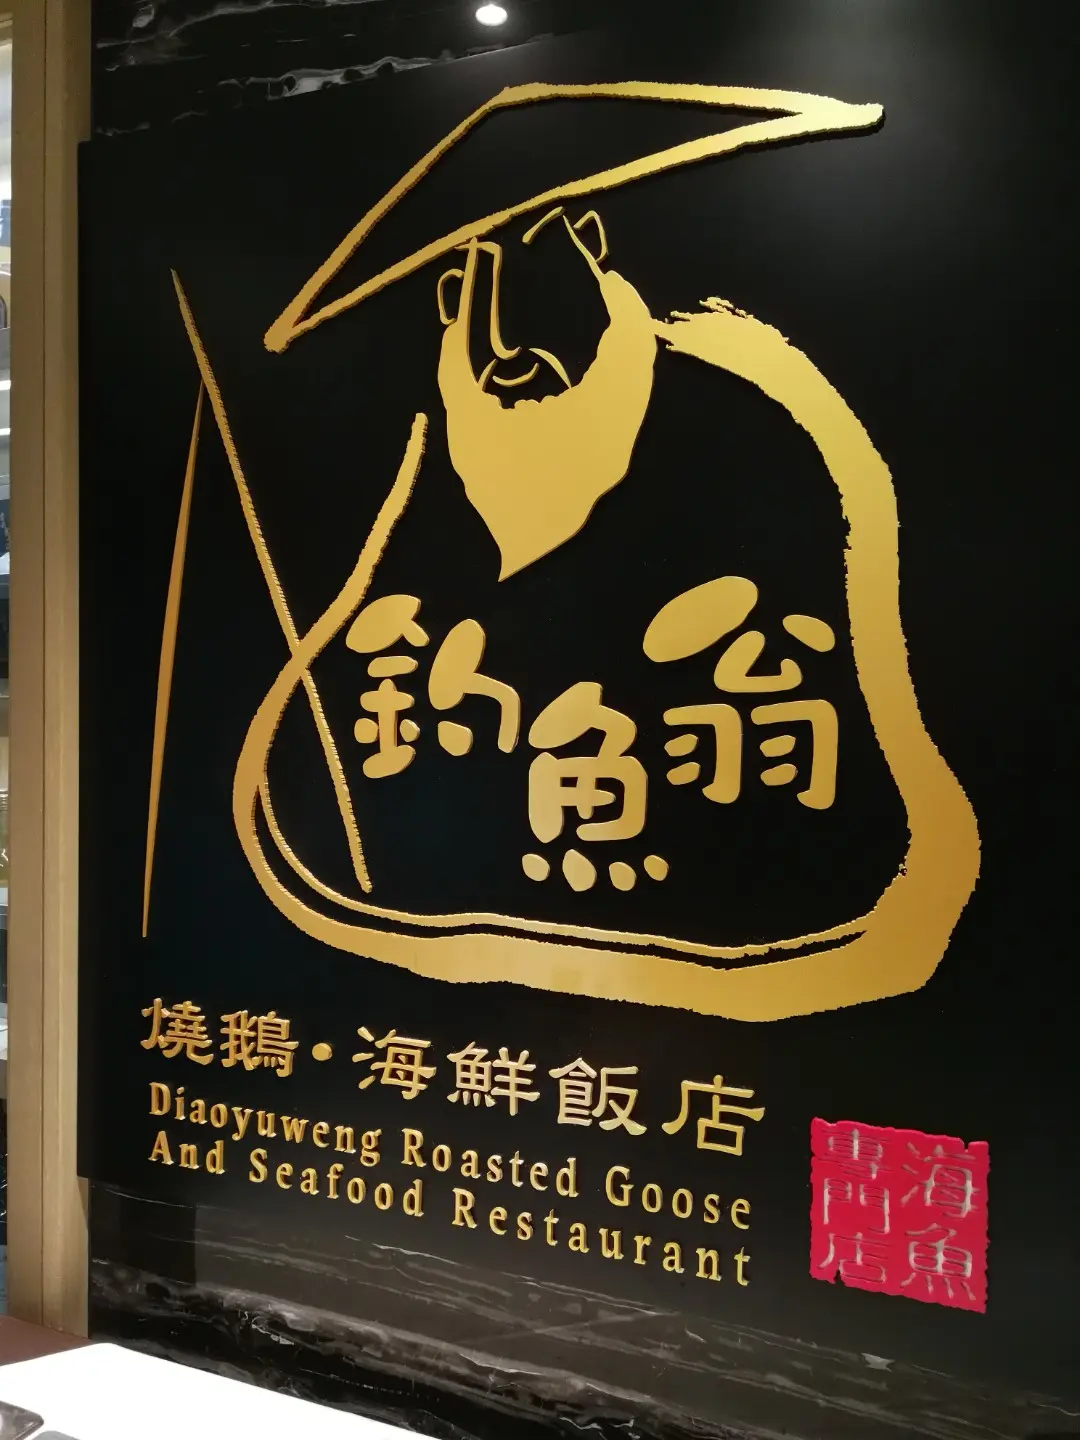 釣魚翁
燒鵝·海鮮飯店
Diaoyuweng Roasted Goose
And Seafood Restaurant
海魚
專門店